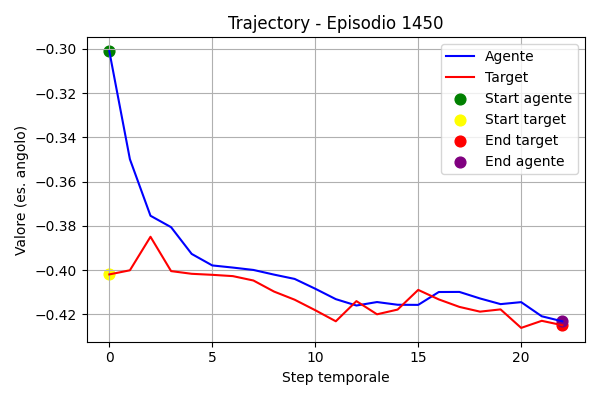 Trajectory - Episodio 1450
Valore (es. angolo)
−0.30
−0.32
−0.34
−0.36
−0.38
−0.40
−0.42
Agente
Target
Start agente
Start target
End target
End agente
0
5
10
15
20
Step temporale